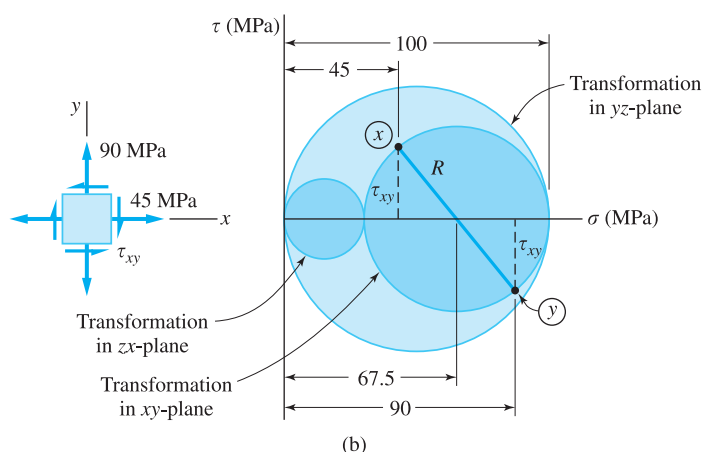 τ (MPa)
100
45
Transformation
in yz-plane
y
90 MPa
x
R
45 MPa
x
τxy
σ (MPa)
τxy
τxy
y
Transformation
in zx-plane
Transformation
in xy-plane
67.5
90
(b)